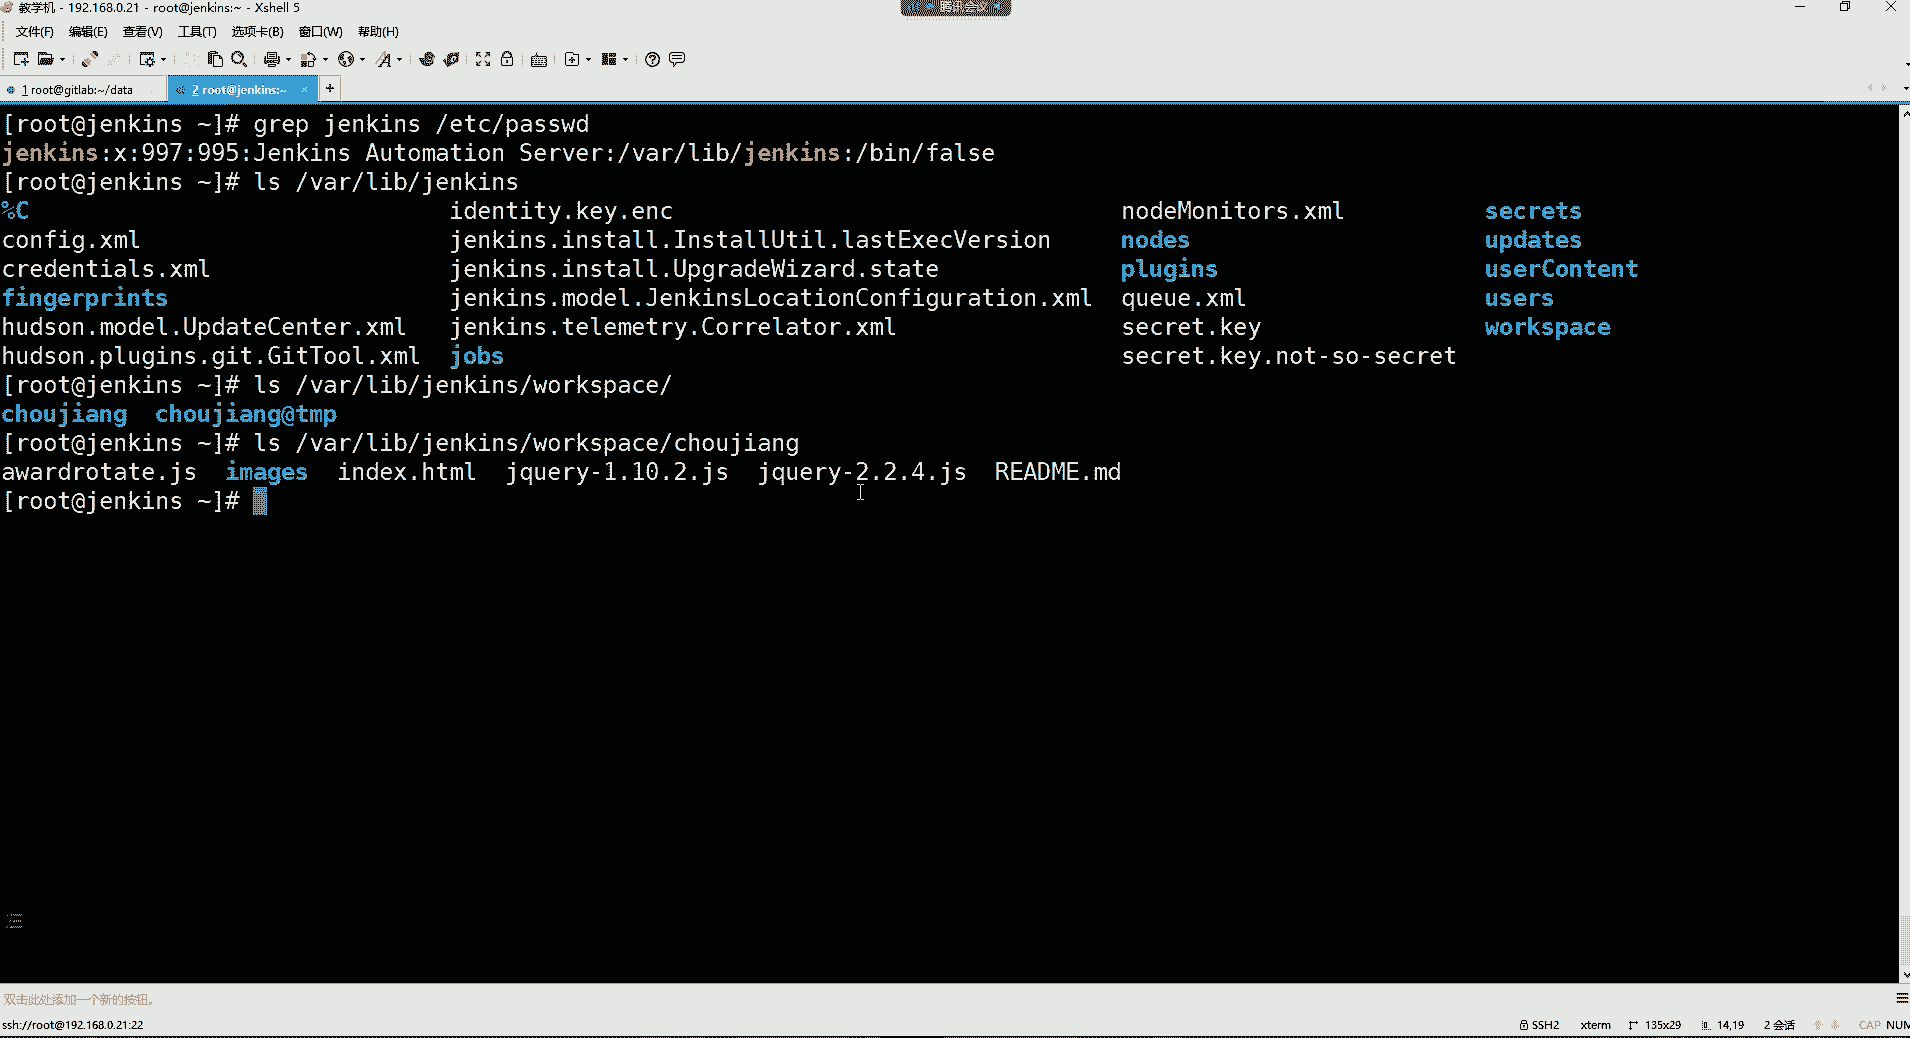 教学机 - 192.168.0.21 - root@jenkins:~ - Xshell 5
腾讯会议
文件(F) 编辑(E) 查看(V) 工具(T) 选项卡(B) 窗口(W) 帮助(H)
1 root@gitlab:~/data 2 root@jenkins:~ × +
[root@jenkins ~]# grep jenkins /etc/passwd
jenkins:x:997:995:Jenkins Automation Server:/var/lib/jenkins:/bin/false
[root@jenkins ~]# ls /var/lib/jenkins
%C identity.key.enc nodeMonitors.xml secrets
config.xml jenkins.install.InstallUtil.lastExecVersion nodes updates
credentials.xml jenkins.install.UpgradeWizard.state plugins userContent
fingerprints jenkins.model.JenkinsLocationConfiguration.xml queue.xml users
hudson.model.UpdateCenter.xml jenkins.telemetry.Correlator.xml secret.key workspace
hudson.plugins.git.GitTool.xml jobs secret.key.not-so-secret
[root@jenkins ~]# ls /var/lib/jenkins/workspace/
choujiang choujiang@tmp
[root@jenkins ~]# ls /var/lib/jenkins/workspace/choujiang
awardrotate.js images index.html jquery-1.10.2.js jquery-2.2.4.js README.md
[root@jenkins ~]#
双击此处添加一个新的按钮。
ssh://root@192.168.0.21:22 SSH2 xterm 135x29 14,19 2 会话 CAP NUM